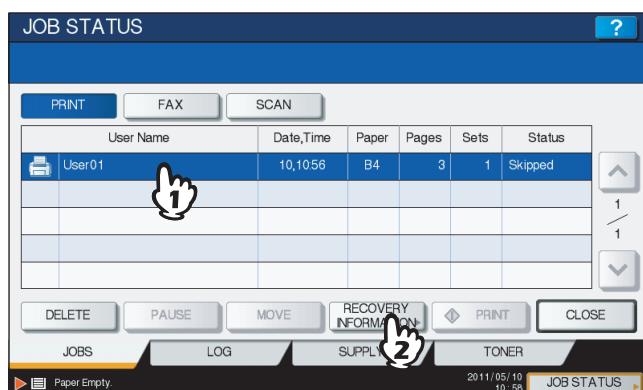 JOB STATUS ?
PRINT FAX SCAN
User Name Date,Time Paper Pages Sets Status
User01 10,10:56 B4 3 1 Skipped
1
1
1
DELETE PAUSE MOVE RECOVERY INFORMATION PRINT CLOSE
2
JOBS LOG SUPPLY TONER
Paper Empty. 2011/05/10 10:58 JOB STATUS